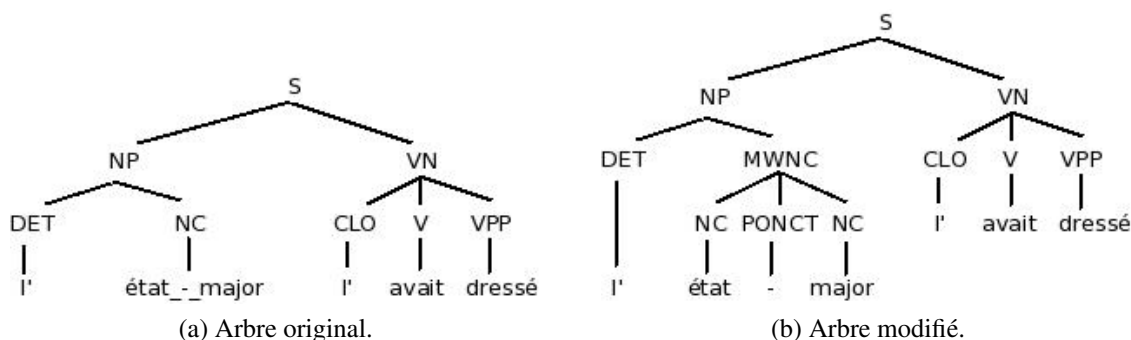 S
NP VN
DET NC CLO V VPP
l' état_-_major l' avait dressé
(a) Arbre original.
S
NP VN
DET MWNC CLO V VPP
NC PONCT NC l' avait dressé
l' état - major
(b) Arbre modifié.